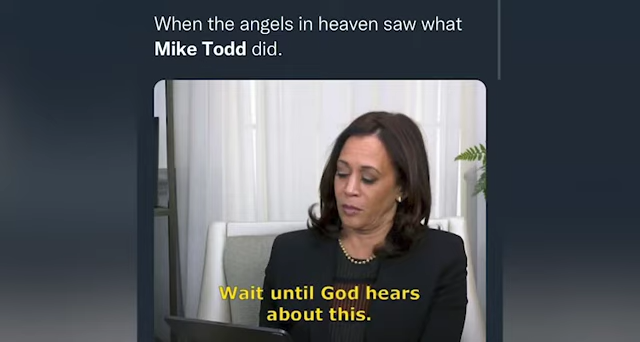 When the angels in heaven saw what
Mike Todd did.
Wait until God hears
about this.